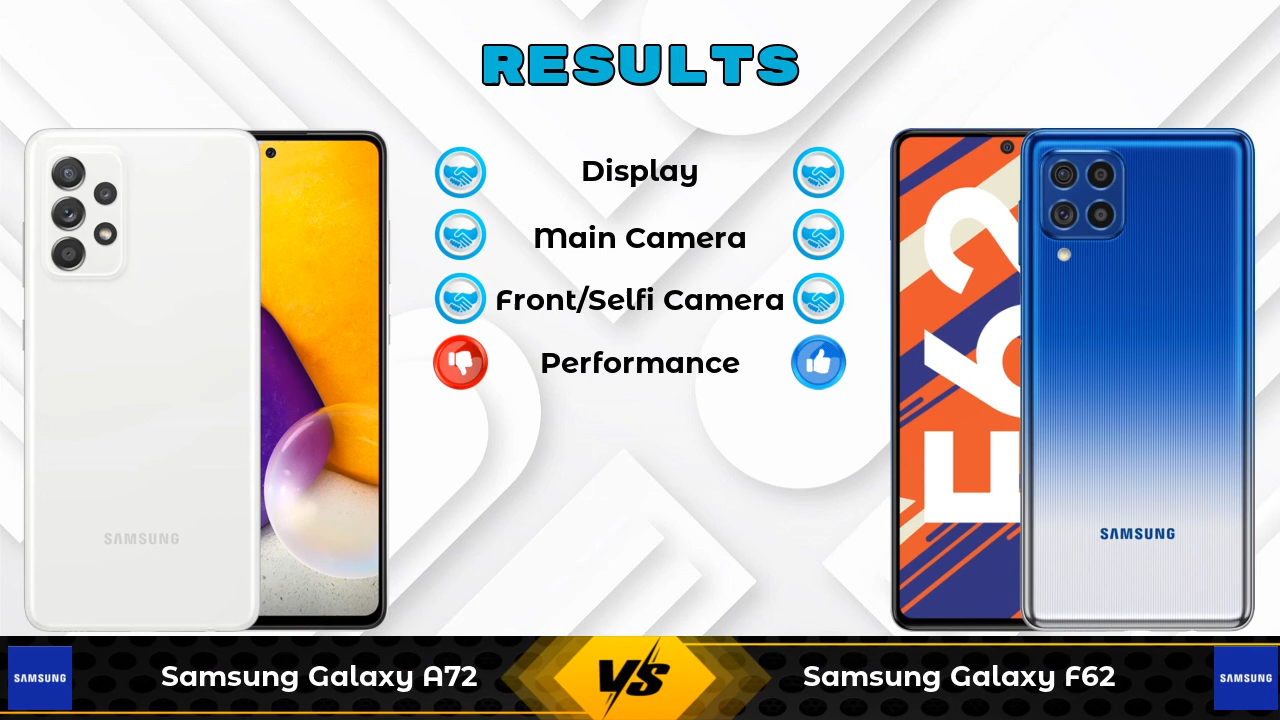 RESULTS
Display
Main Camera
Front/Selfi Camera
Performance
SAMSUNG
F62
SAMSUNG
SAMSUNG
Samsung Galaxy A72
VS
Samsung Galaxy F62
SAMSUNG